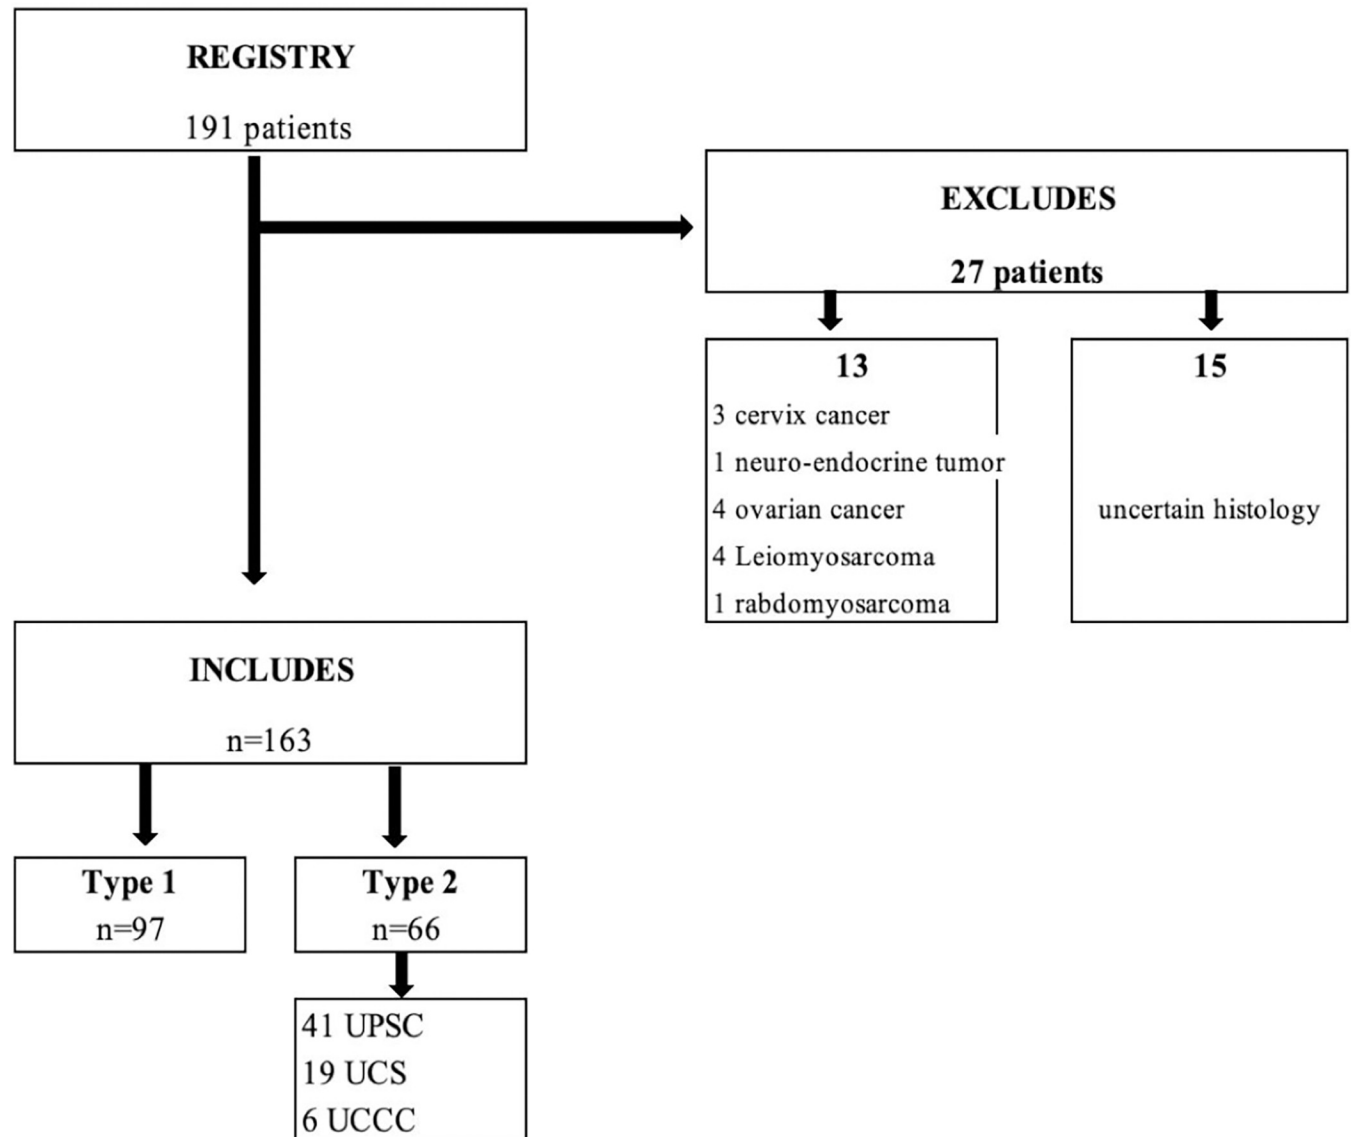 REGISTRY
191 patients
EXCLUDES
27 patients
13
3 cervix cancer
1 neuro-endocrine tumor
4 ovarian cancer
4 Leiomyosarcoma
1 rabdomyosarcoma
15
uncertain histology
INCLUDES
n=163
Type 1
n=97
Type 2
n=66
41 UPSC
19 UCS
6 UCCC